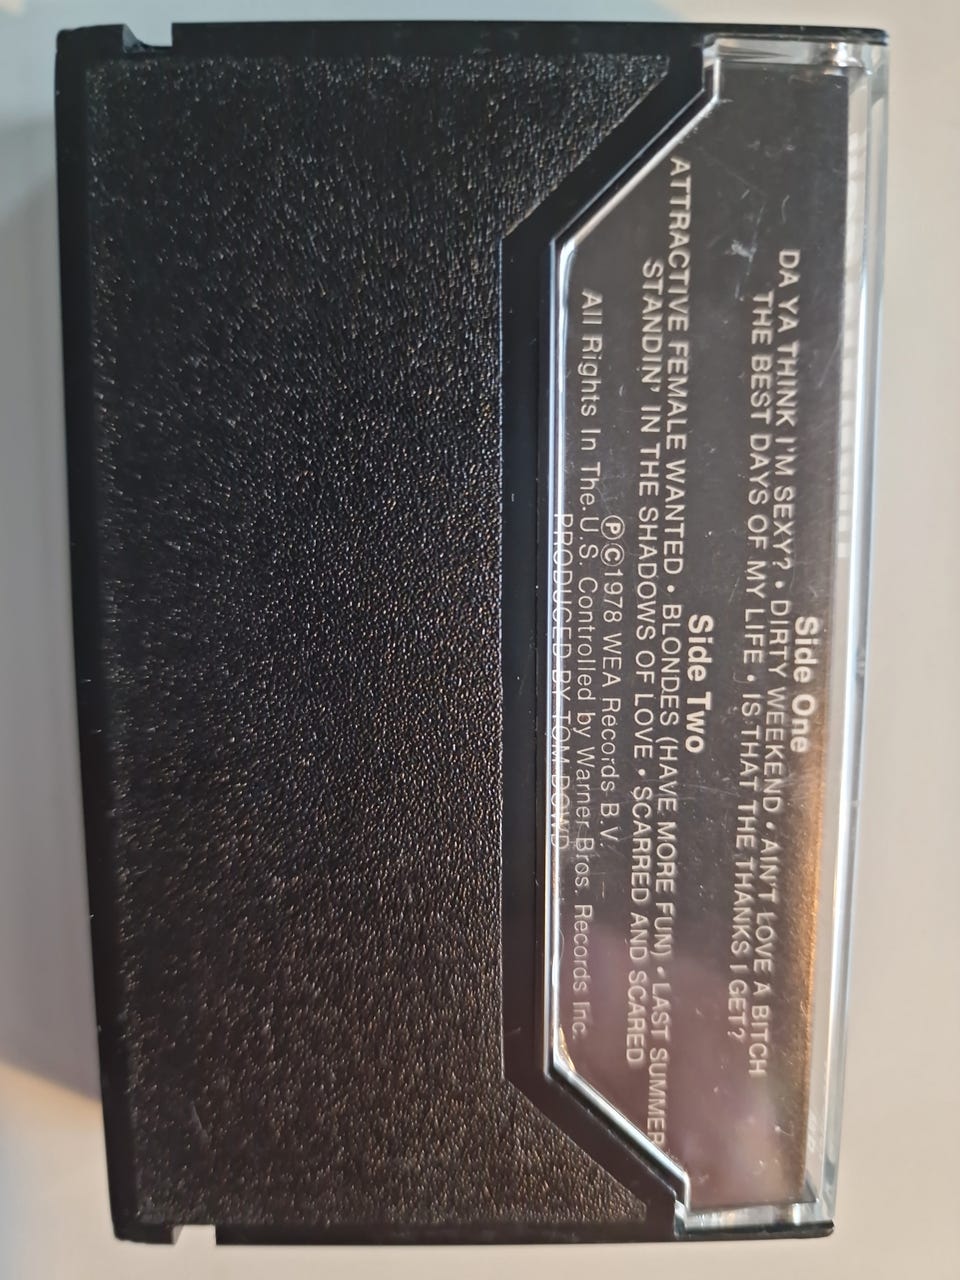 Side One
DA YA THINK I'M SEXY? • DIRTY WEEKEND • AIN'T LOVE A BITCH
THE BEST DAYS OF MY LIFE • IS THAT THE THANKS I GET?
Side Two
ATTRACTIVE FEMALE WANTED • BLONDES (HAVE MORE FUN) • LAST SUMMER
STANDIN' IN THE SHADOWS OF LOVE • SCARRED AND SCARED
Ⓟ©1978 WEA Records B.V.
All Rights In The U.S. Controlled by Warner Bros. Records Inc.
PRODUCED BY TOM DOWD